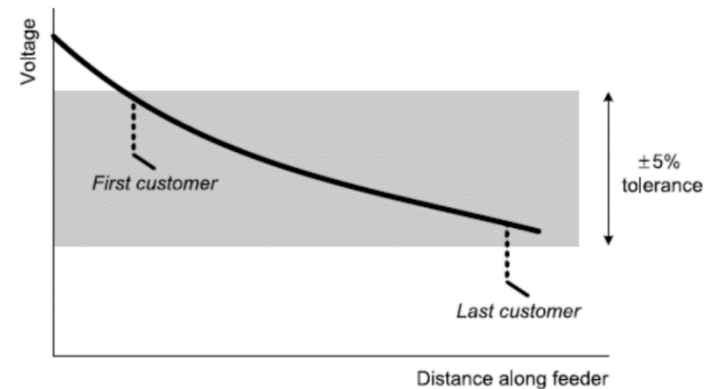 Voltage
First customer
±5%
tolerance
Last customer
Distance along feeder